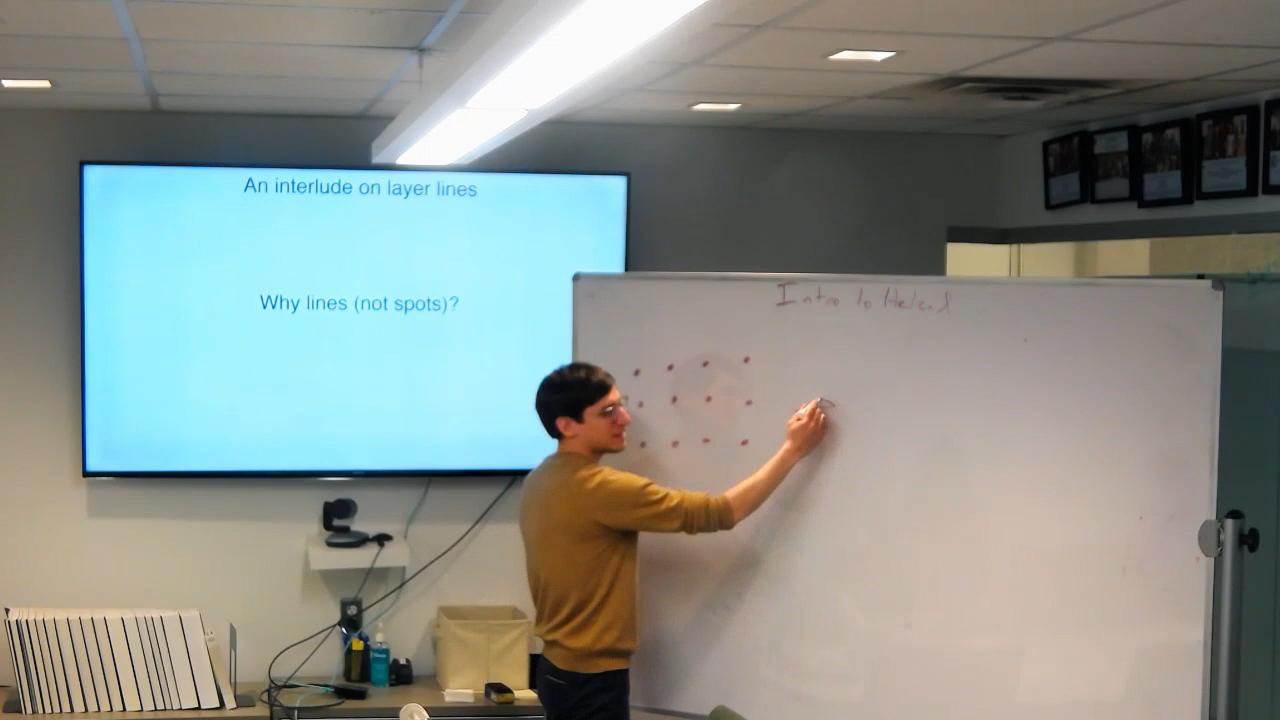 An interlude on layer lines
Why lines (not spots)?
Intro to Helical